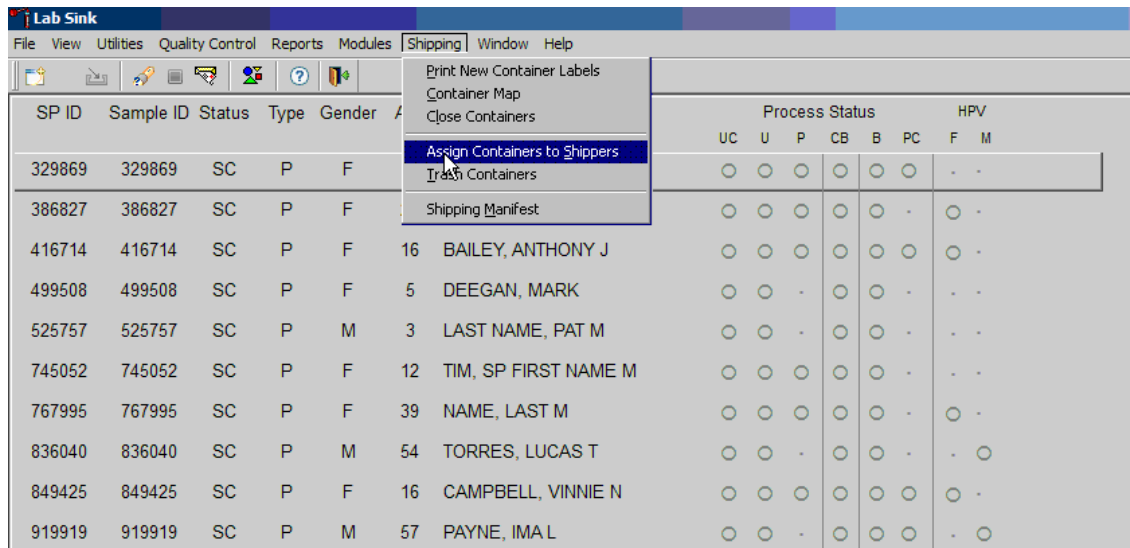 Lab Sink
File View Utilities Quality Control Reports Modules Shipping Window Help
Print New Container Labels
Container Map
Close Containers
Assign Containers to Shippers
Trash Containers
Shipping Manifest
SP ID Sample ID Status Type Gender Process Status HPV
UC U P CB B PC F M
329869 329869 SC P F - -
386827 386827 SC P F - -
416714 416714 SC P F 16 BAILEY, ANTHONY J -
499508 499508 SC P F 5 DEEGAN, MARK - - - -
525757 525757 SC P M 3 LAST NAME, PAT M - - - -
745052 745052 SC P F 12 TIM, SP FIRST NAME M - - -
767995 767995 SC P F 39 NAME, LAST M - -
836040 836040 SC P M 54 TORRES, LUCAS T - - -
849425 849425 SC P F 16 CAMPBELL, VINNIE N -
919919 919919 SC P M 57 PAYNE, IMA L - -